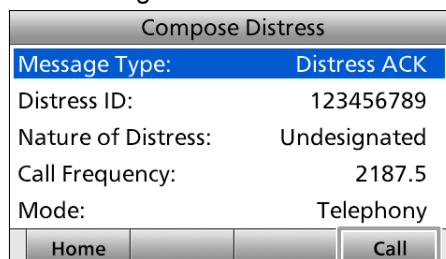 Compose Distress
Message Type: Distress ACK
Distress ID: 123456789
Nature of Distress: Undesignated
Call Frequency: 2187.5
Mode: Telephony
Home Call